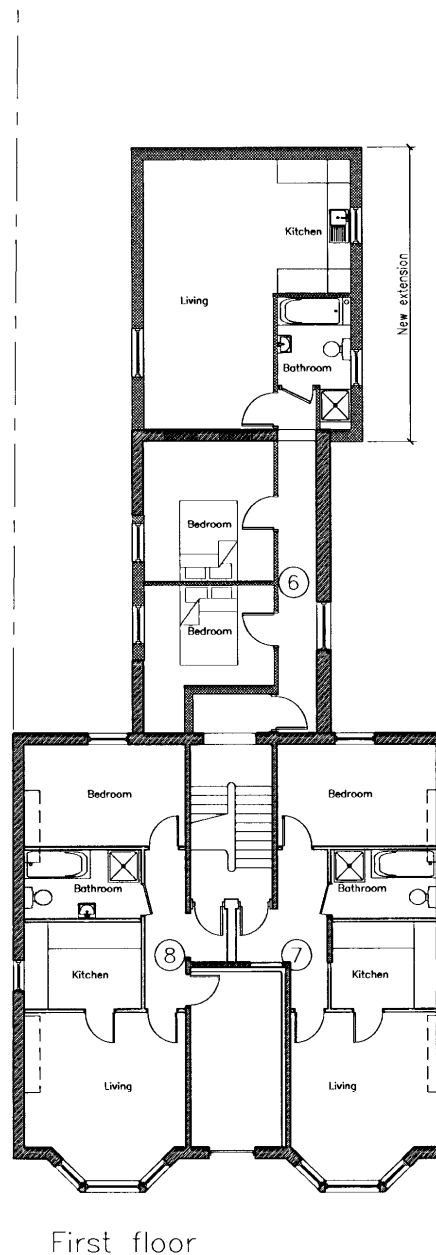 Kitchen
New extension
Living
Bathroom
Bedroom
6
Bedroom
Bedroom
Bedroom
Bathroom
Bathroom
8
7
Kitchen
Kitchen
Living
Living
First floor